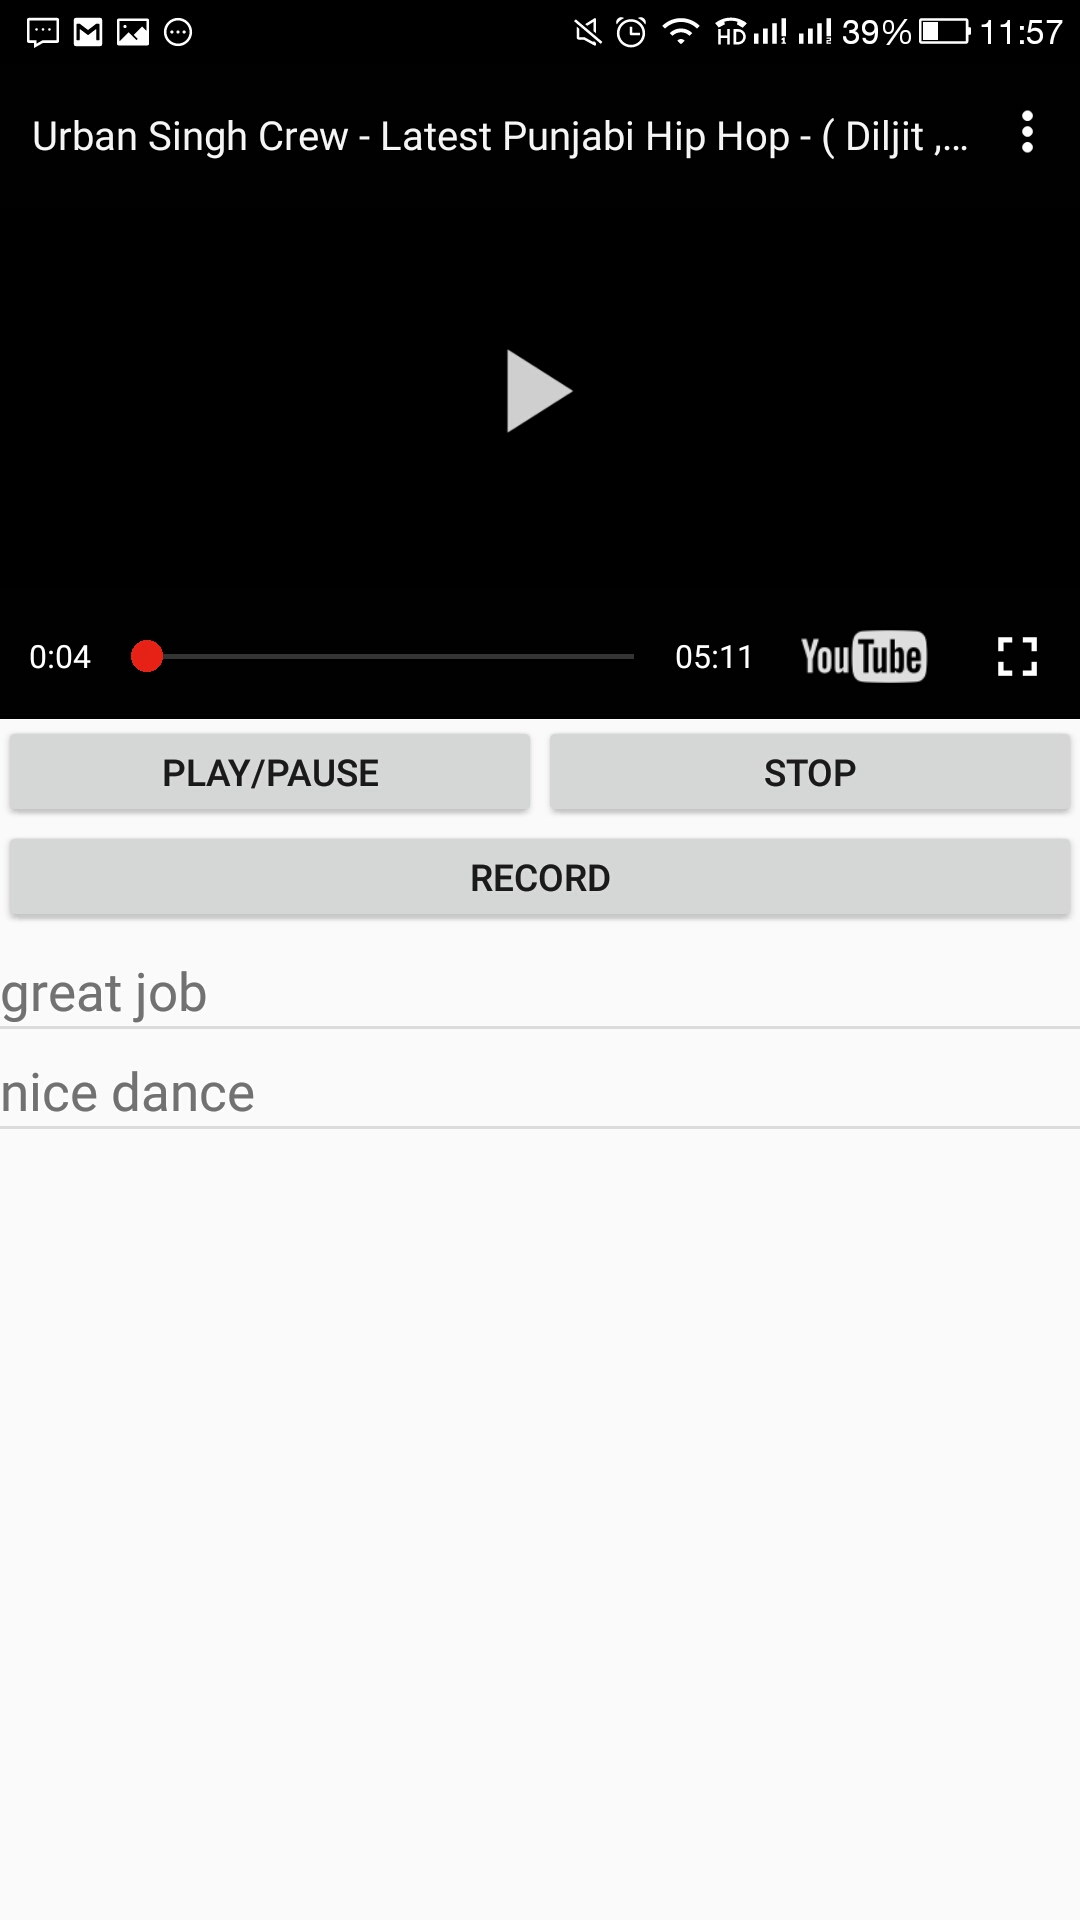 HD 39% 11:57
Urban Singh Crew - Latest Punjabi Hip Hop - ( Diljit ,...
0:04 05:11 YouTube
PLAY/PAUSE STOP
RECORD
great job
nice dance